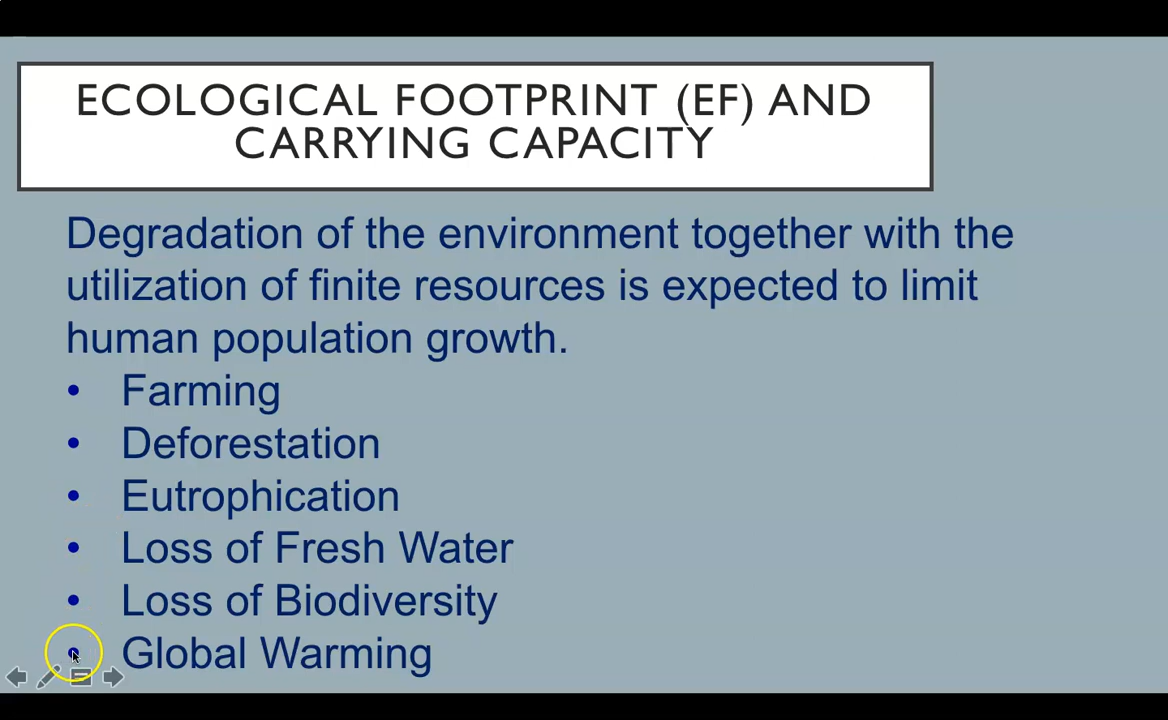 ECOLOGICAL FOOTPRINT (EF) AND
CARRYING CAPACITY
Degradation of the environment together with the
utilization of finite resources is expected to limit
human population growth.
• Farming
• Deforestation
• Eutrophication
• Loss of Fresh Water
• Loss of Biodiversity
• Global Warming